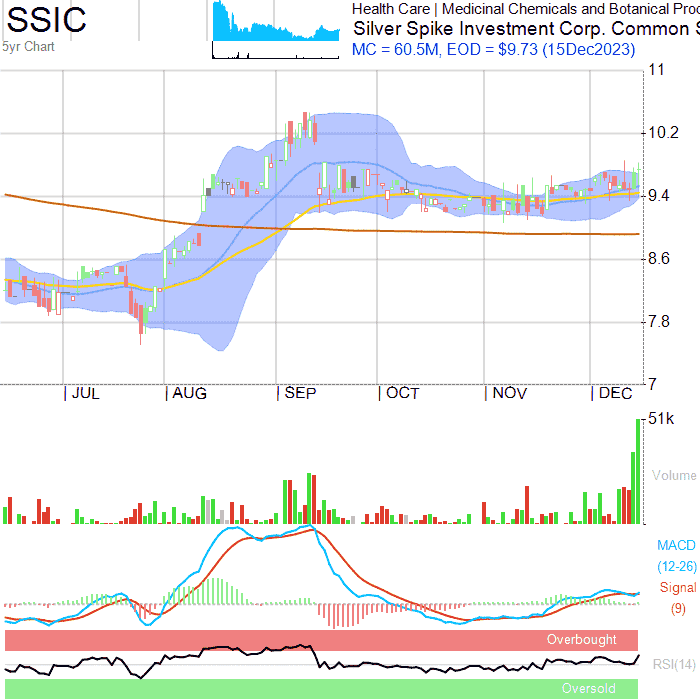 SSIC
5yr Chart
Health Care | Medicinal Chemicals and Botanical Proc
Silver Spike Investment Corp. Common S
MC = 60.5M, EOD = $9.73 (15Dec2023)
11
10.2
9.4
8.6
7.8
7
JUL AUG SEP OCT NOV DEC
51k
Volume
MACD
(12-26)
Signal
(9)
Overbought
RSI(14)
Oversold